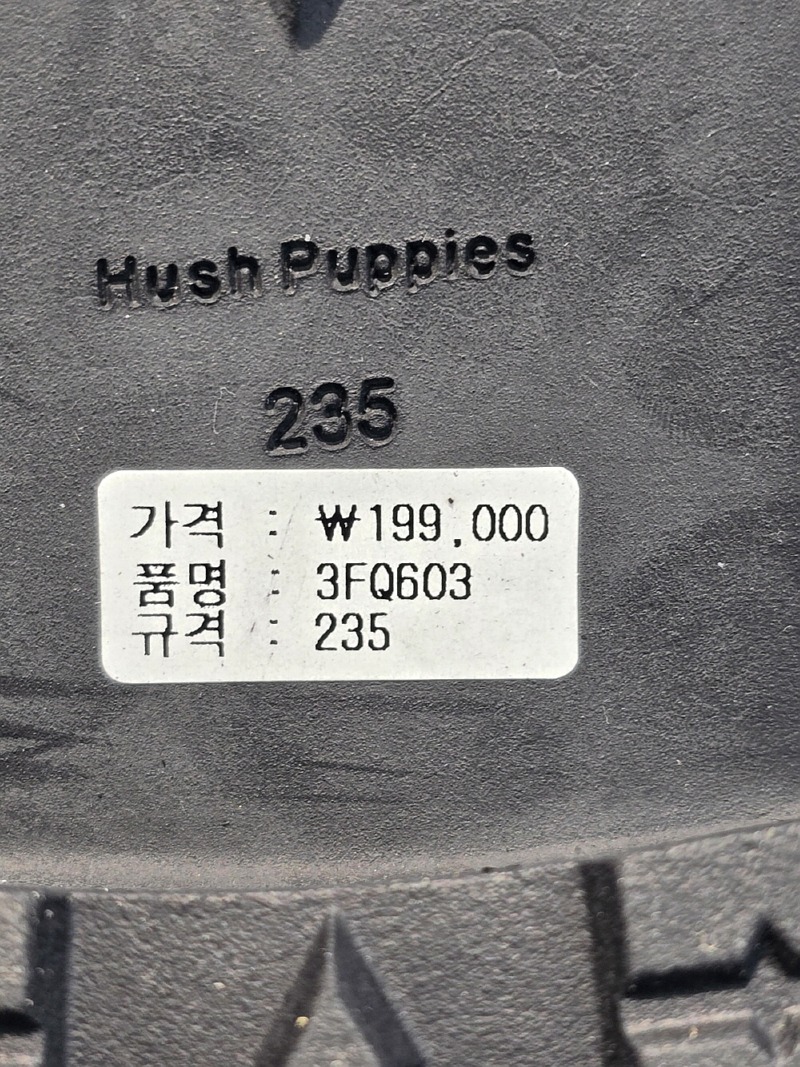 Hush Puppies
235
가격 : ₩199,000
품명 : 3FQ603
규격 : 235